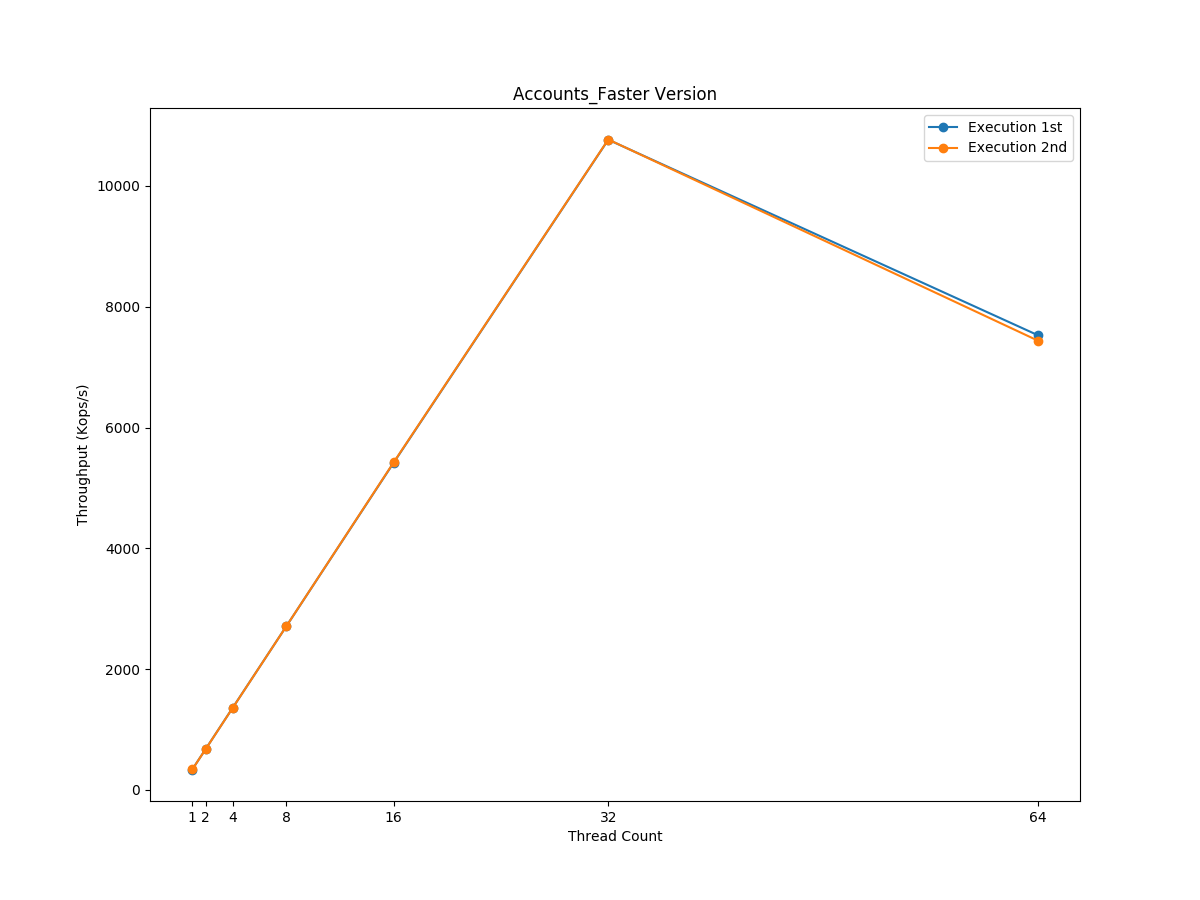 Accounts_Faster Version
Execution 1st
Execution 2nd
Throughput (Kops/s)
10000
8000
6000
4000
2000
0
1 2 4 8 16 32 64
Thread Count